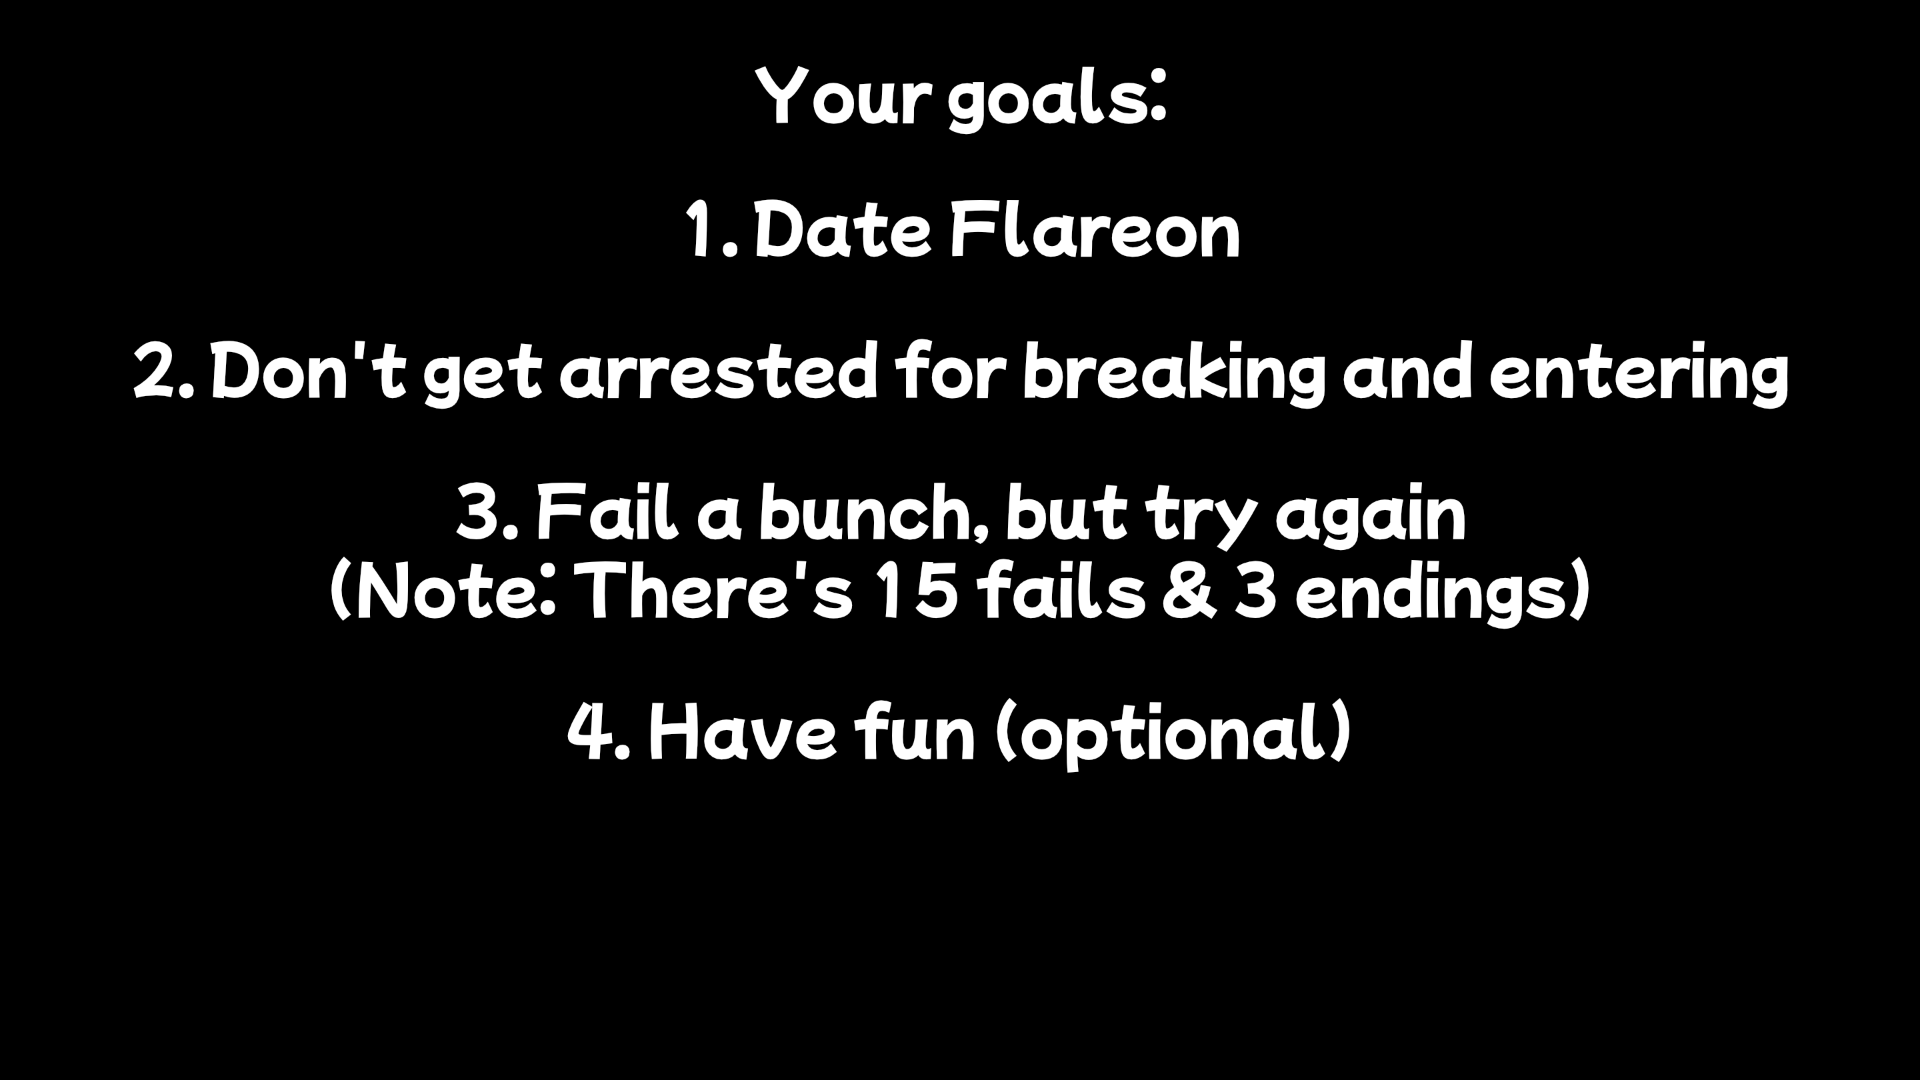 Your goals:
1. Date Flareon
2. Don't get arrested for breaking and entering
3. Fail a bunch, but try again
(Note: There's 15 fails & 3 endings)
4. Have fun (optional)